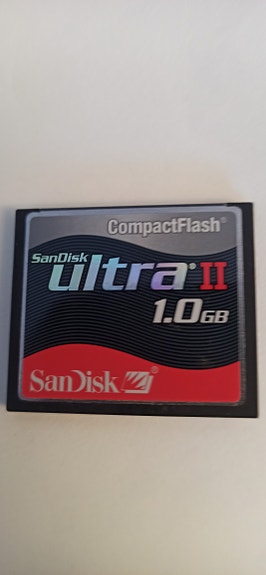 CompactFlash®
SanDisk
ultra® II
1.0GB
SanDisk®